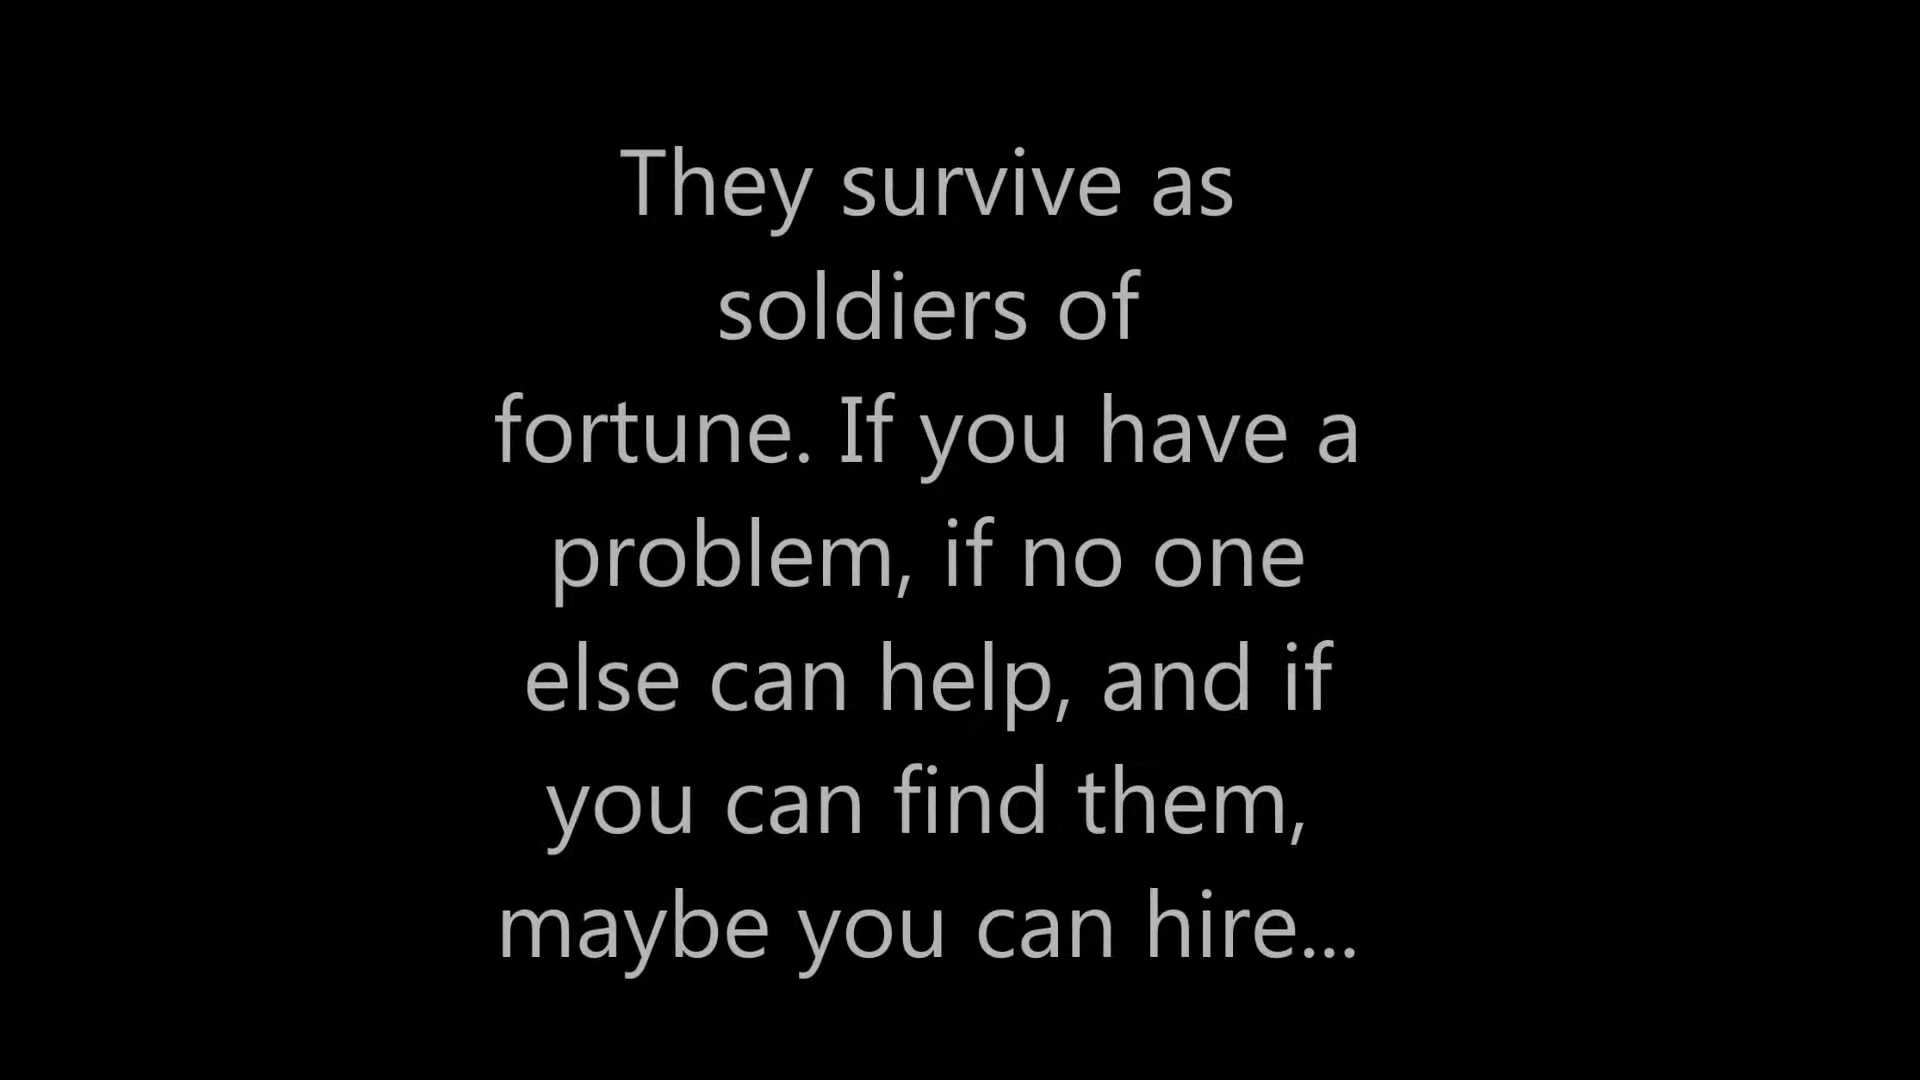 They survive as
soldiers of
fortune. If you have a
problem, if no one
else can help, and if
you can find them,
maybe you can hire...